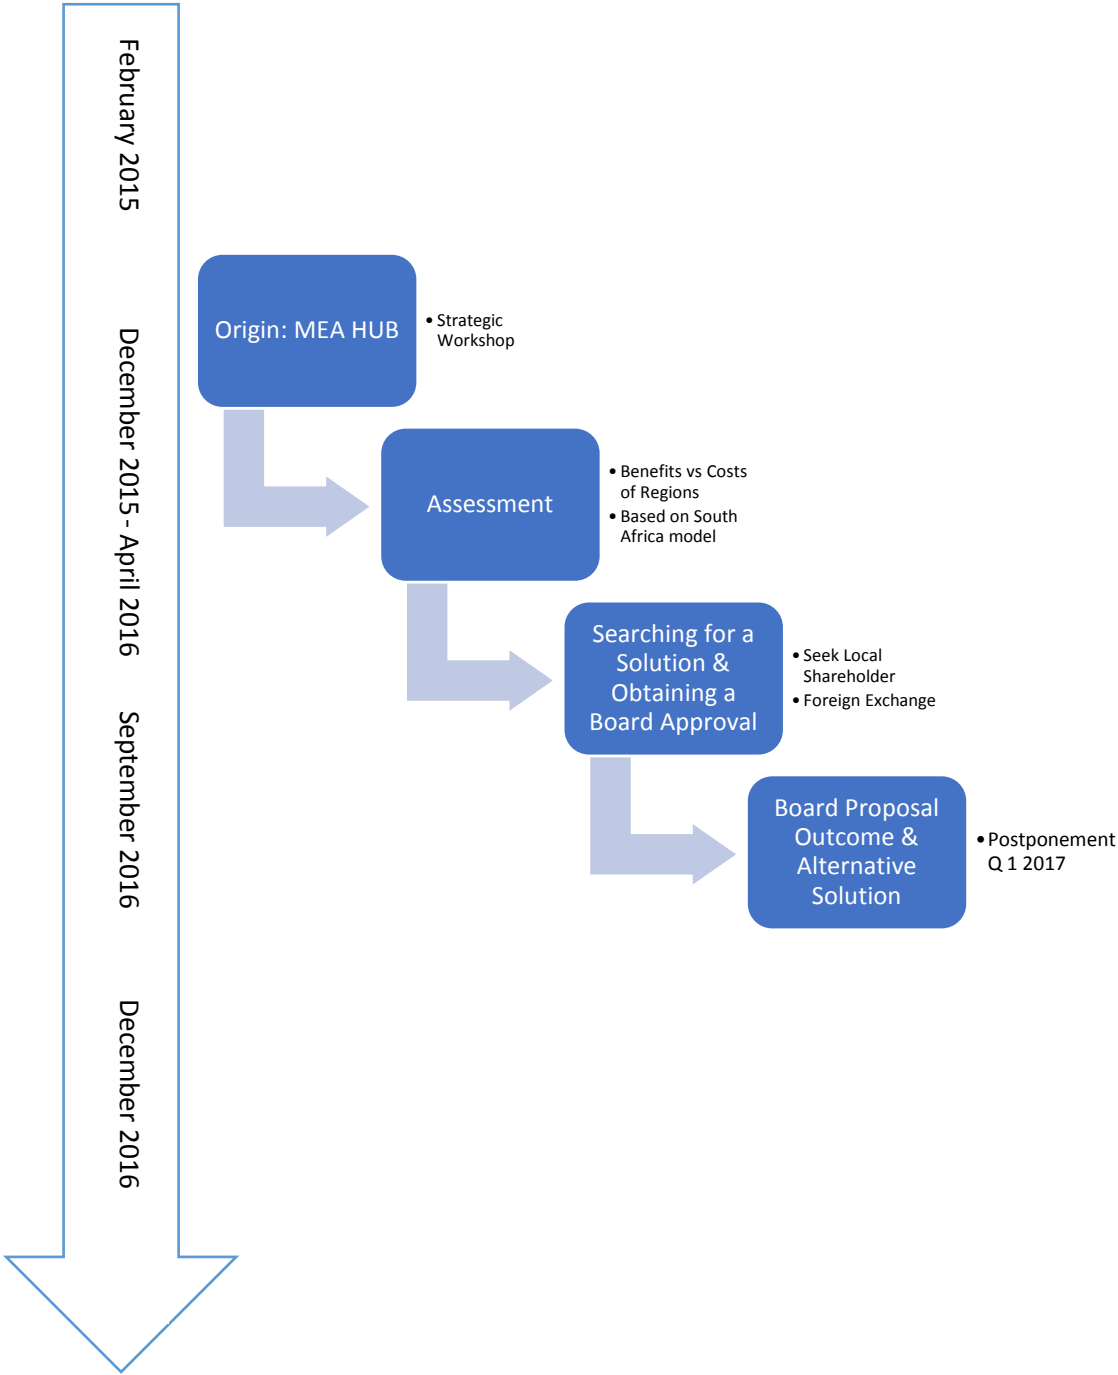 February 2015
December 2015 - April 2016
September 2016
December 2016
Origin: MEA HUB
• Strategic
Workshop
Assessment
• Benefits vs Costs
of Regions
• Based on South
Africa model
Searching for a
Solution &
Obtaining a
Board Approval
• Seek Local
Shareholder
• Foreign Exchange
Board Proposal
Outcome &
Alternative
Solution
• Postponement
Q 1 2017